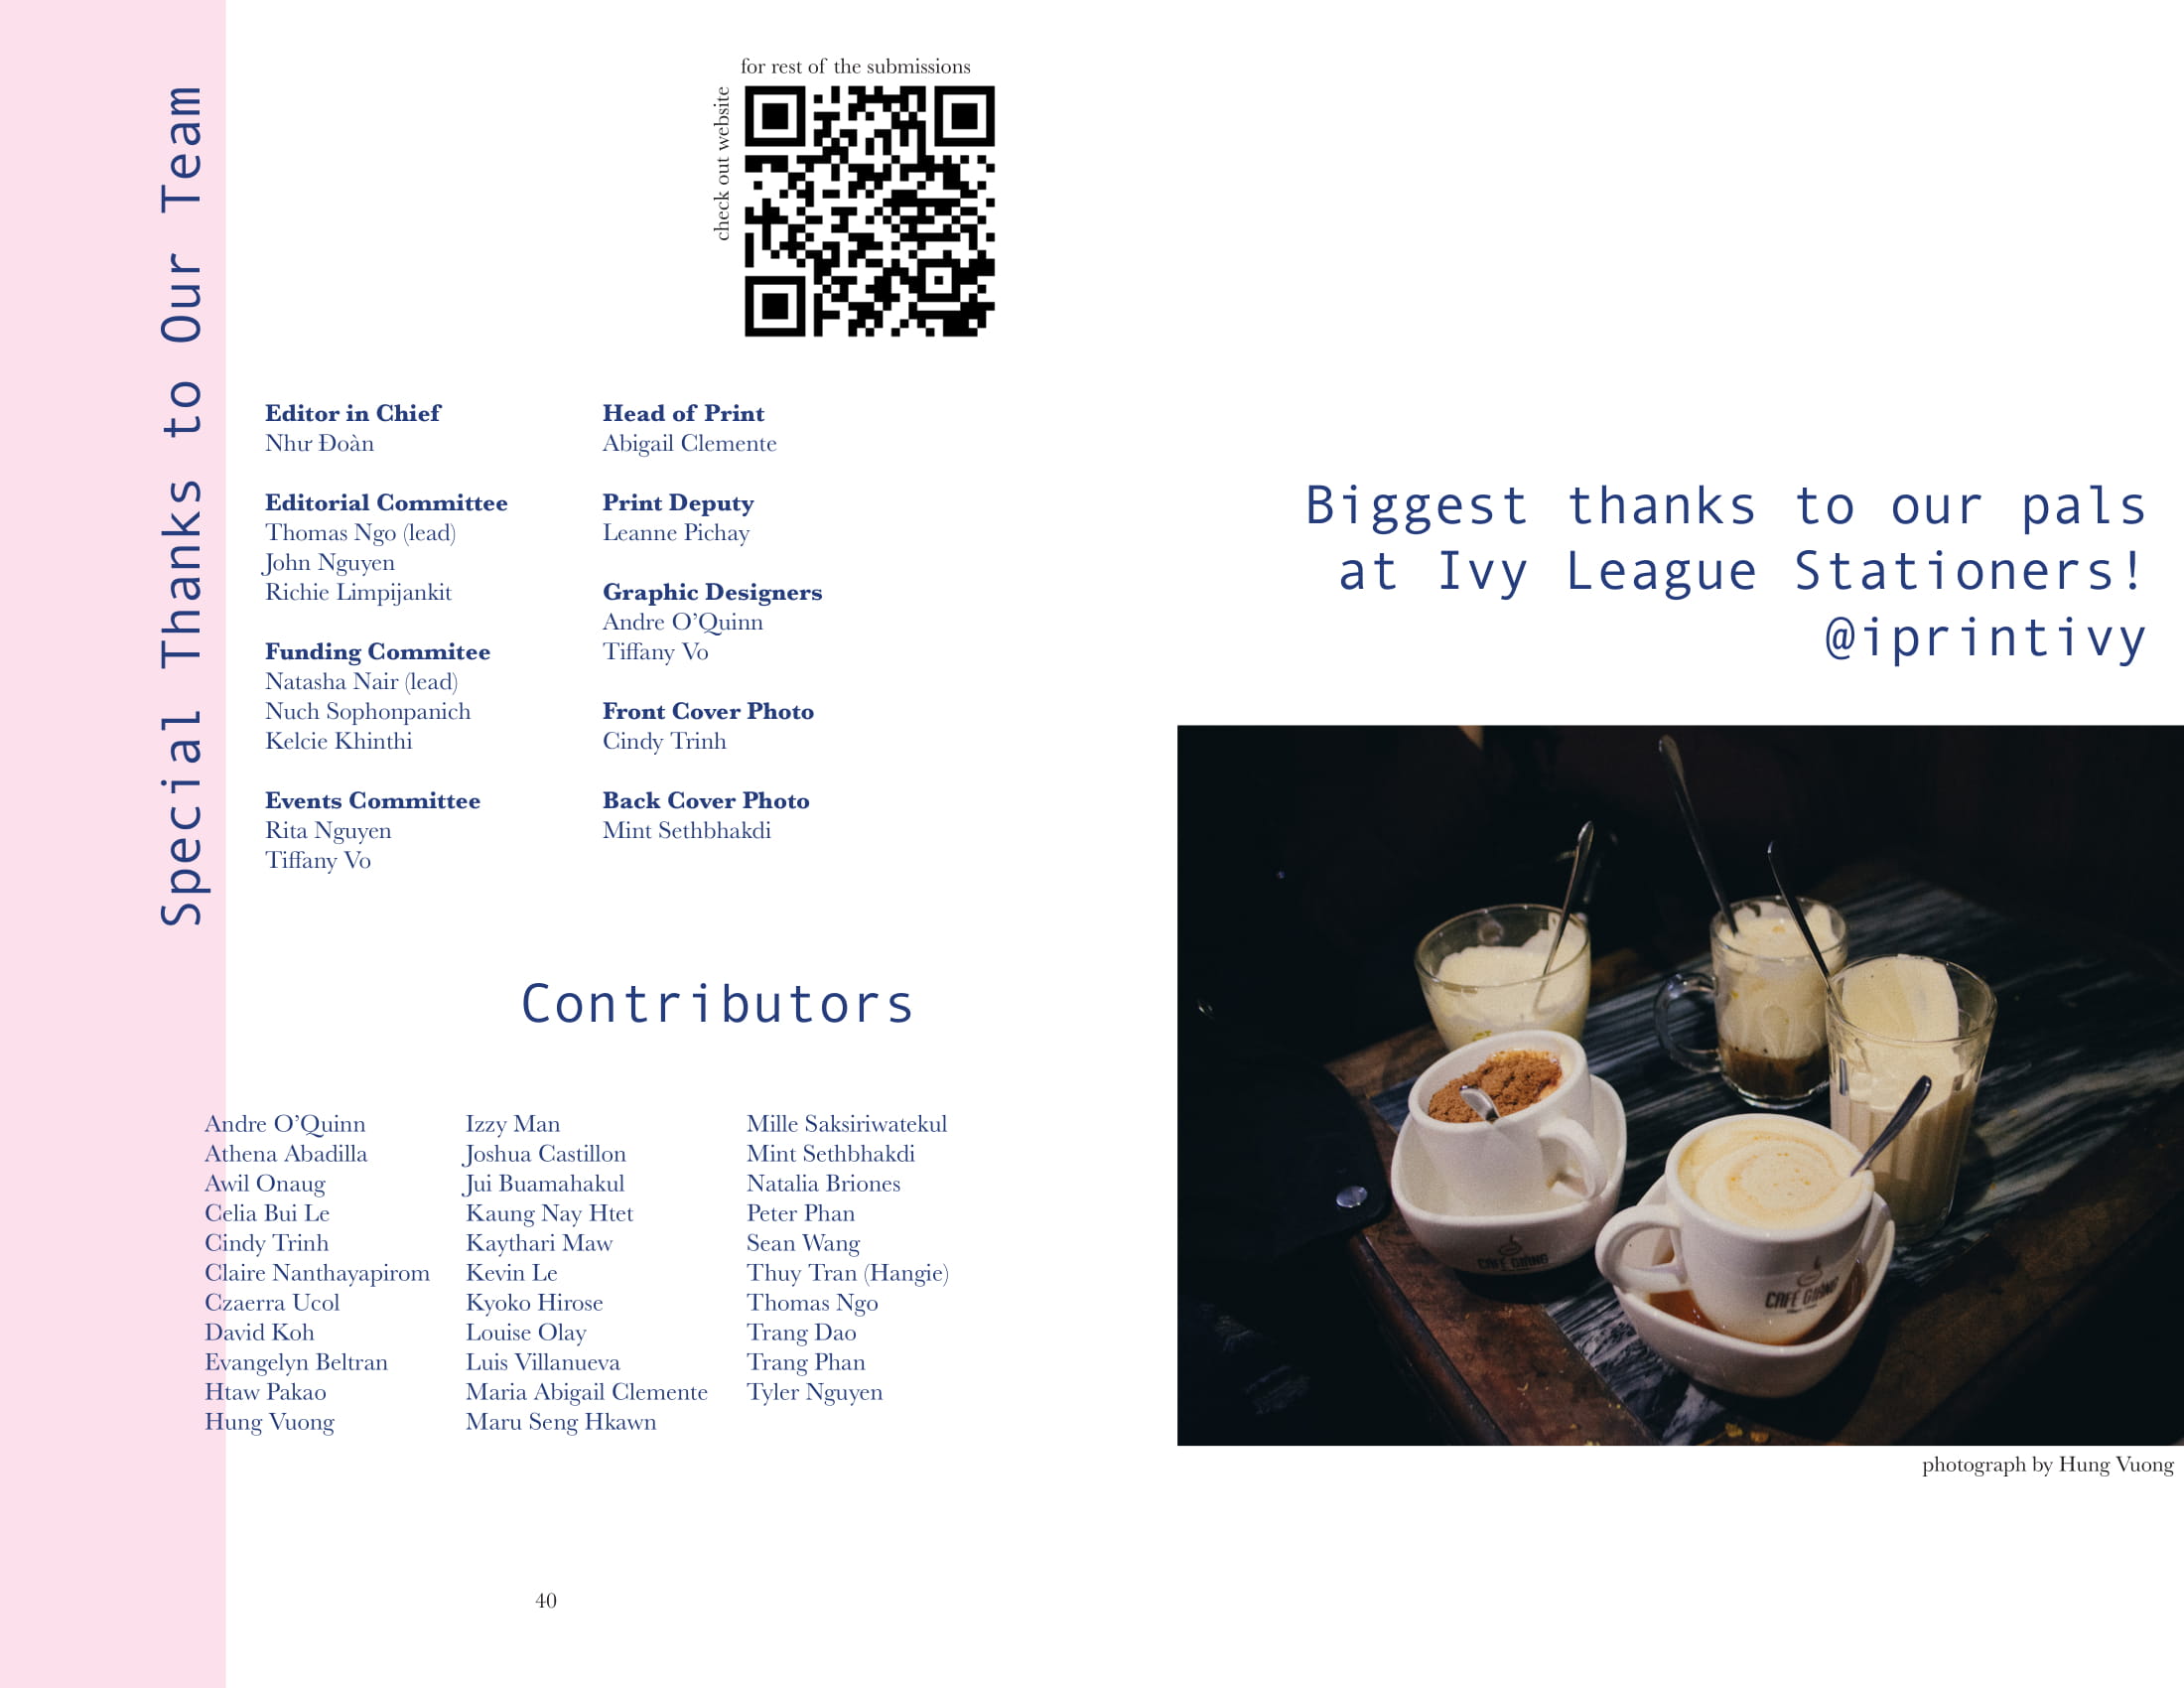 Special Thanks to Our Team
for rest of the submissions
check out website
Editor in Chief
Như Đoàn
Editorial Committee
Thomas Ngo (lead)
John Nguyen
Richie Limpijankit
Funding Commitee
Natasha Nair (lead)
Nuch Sophonpanich
Kelcie Khinthi
Events Committee
Rita Nguyen
Tiffany Vo
Head of Print
Abigail Clemente
Print Deputy
Leanne Pichay
Graphic Designers
Andre O’Quinn
Tiffany Vo
Front Cover Photo
Cindy Trinh
Back Cover Photo
Mint Sethbhakdi
Contributors
Andre O’Quinn
Athena Abadilla
Awil Onaug
Celia Bui Le
Cindy Trinh
Claire Nanthayapirom
Czaerra Ucol
David Koh
Evangelyn Beltran
Htaw Pakao
Hung Vuong
Izzy Man
Joshua Castillon
Jui Buamahakul
Kaung Nay Htet
Kaythari Maw
Kevin Le
Kyoko Hirose
Louise Olay
Luis Villanueva
Maria Abigail Clemente
Maru Seng Hkawn
Mille Saksiriwatekul
Mint Sethbhakdi
Natalia Briones
Peter Phan
Sean Wang
Thuy Tran (Hangie)
Thomas Ngo
Trang Dao
Trang Phan
Tyler Nguyen
40
Biggest thanks to our pals
at Ivy League Stationers!
@iprintivy
CAFÉ GIẢNG
CAFÉ GIẢNG
photograph by Hung Vuong